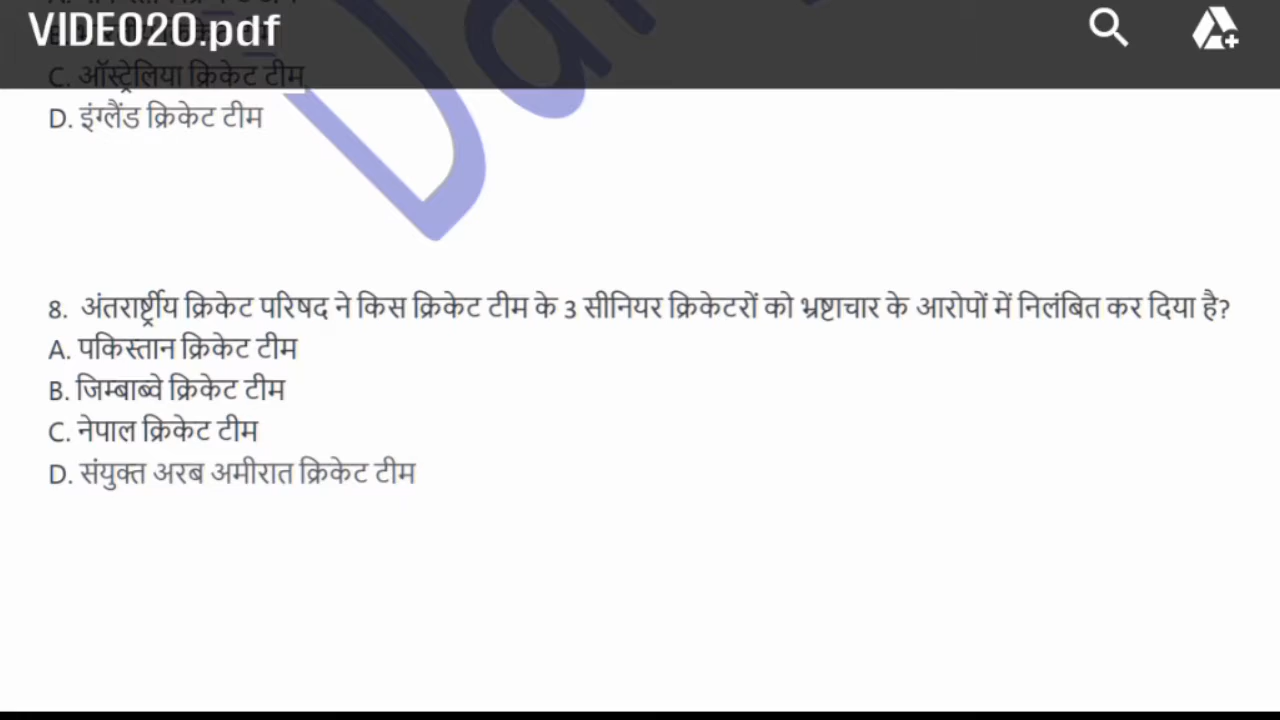 VIDEO20.pdf
C. ऑस्ट्रेलिया क्रिकेट टीम
D. इंग्लैंड क्रिकेट टीम
8. अंतरार्ष्ट्रीय क्रिकेट परिषद ने किस क्रिकेट टीम के 3 सीनियर क्रिकेटरों को भ्रष्टाचार के आरोपों में निलंबित कर दिया है?
A. पकिस्तान क्रिकेट टीम
B. जिम्बाब्वे क्रिकेट टीम
C. नेपाल क्रिकेट टीम
D. संयुक्त अरब अमीरात क्रिकेट टीम